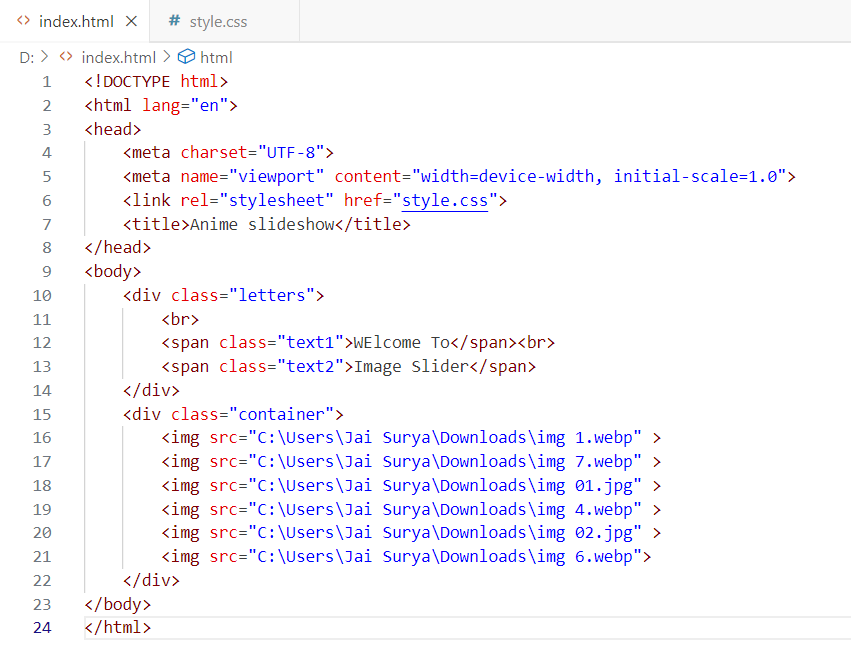 index.html
# style.css
D: > index.html > html
1 <!DOCTYPE html>
2 <html lang="en">
3 <head>
4 <meta charset="UTF-8">
5 <meta name="viewport" content="width=device-width, initial-scale=1.0">
6 <link rel="stylesheet" href="style.css">
7 <title>Anime slideshow</title>
8 </head>
9 <body>
10 <div class="letters">
11 <br>
12 <span class="text1">WElcome To</span><br>
13 <span class="text2">Image Slider</span>
14 </div>
15 <div class="container">
16 <img src="C:\Users\Jai Surya\Downloads\img 1.webp" >
17 <img src="C:\Users\Jai Surya\Downloads\img 7.webp" >
18 <img src="C:\Users\Jai Surya\Downloads\img 01.jpg" >
19 <img src="C:\Users\Jai Surya\Downloads\img 4.webp" >
20 <img src="C:\Users\Jai Surya\Downloads\img 02.jpg" >
21 <img src="C:\Users\Jai Surya\Downloads\img 6.webp">
22 </div>
23 </body>
24 </html>